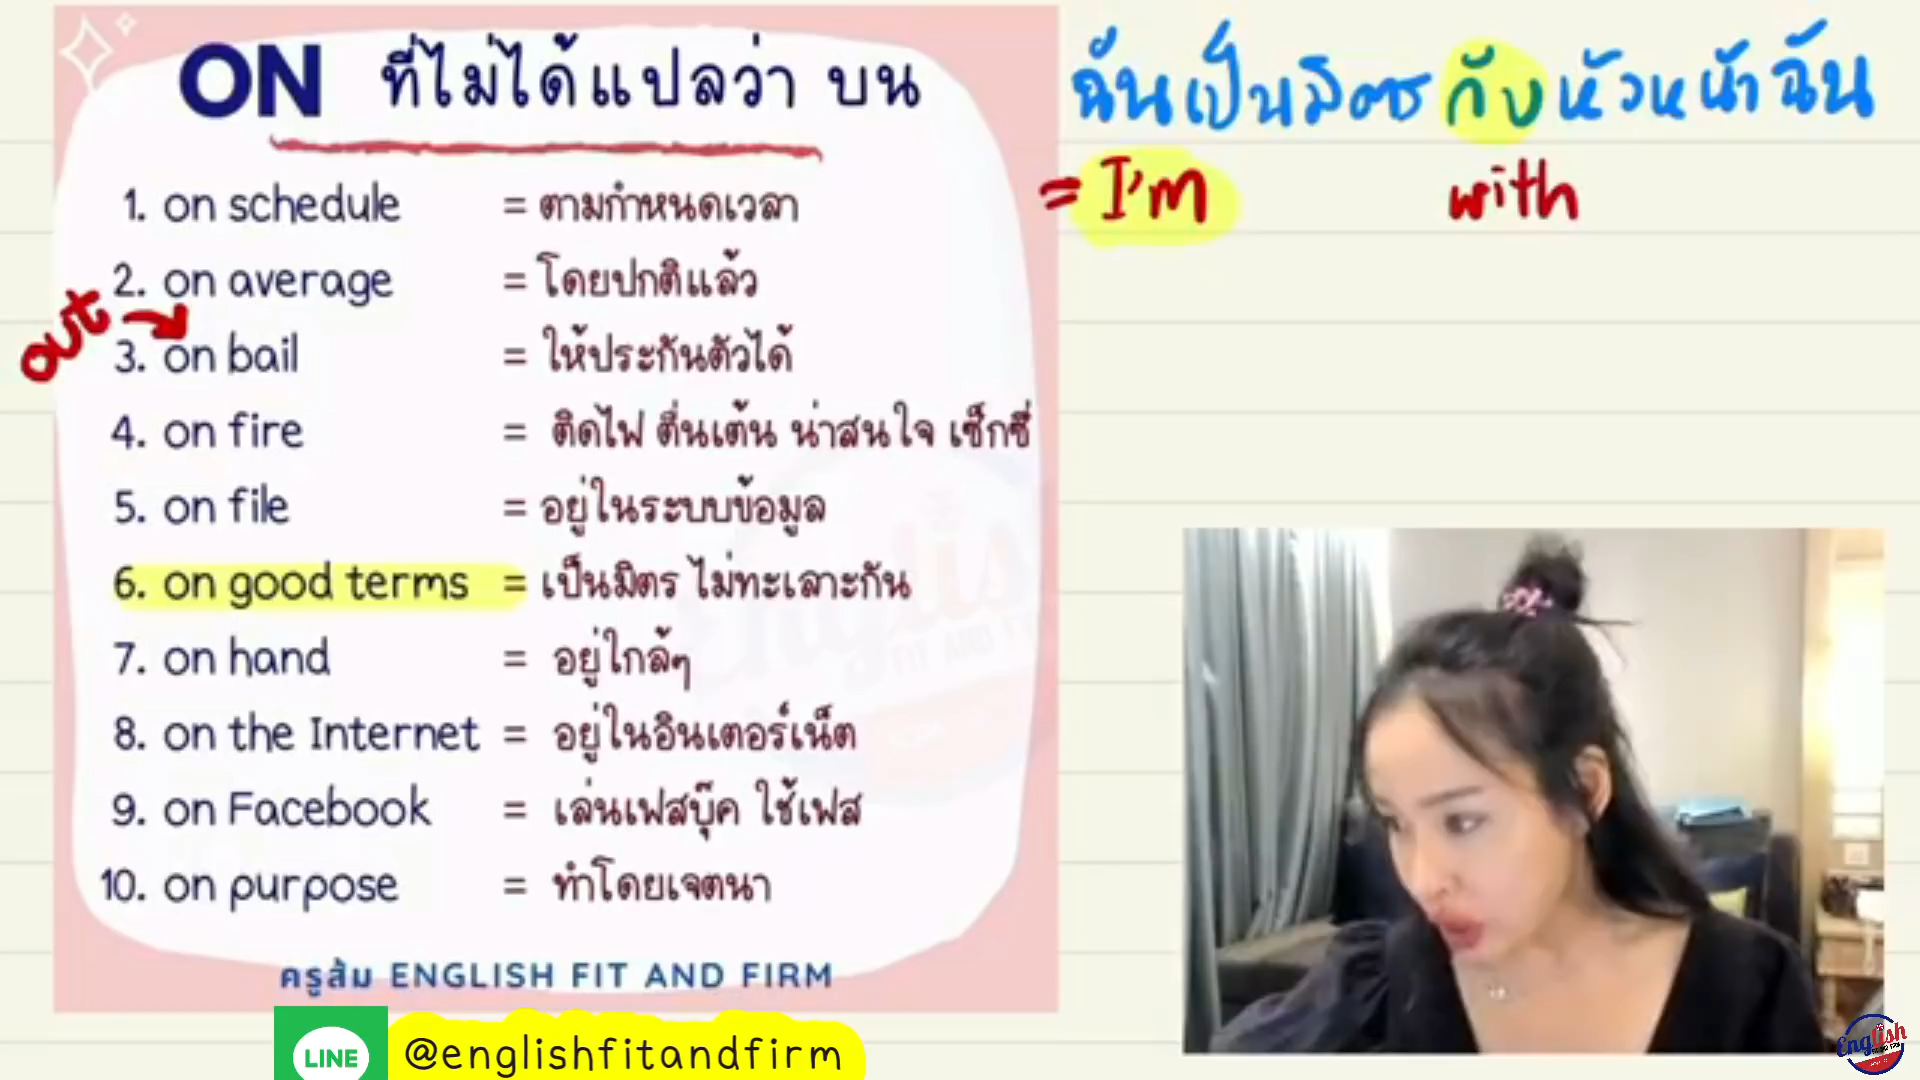 ON ที่ไม่ได้แปลว่า บน
1. on schedule = ตามกำหนดเวลา
2. on average = โดยปกติแล้ว
out
3. on bail = ให้ประกันตัวได้
4. on fire = ติดไฟ ตื่นเต้น น่าสนใจ เซ็กซี่
5. on file = อยู่ในระบบข้อมูล
6. on good terms = เป็นมิตร ไม่ทะเลาะกัน
7. on hand = อยู่ใกล้ๆ
8. on the Internet = อยู่ในอินเตอร์เน็ต
9. on Facebook = เล่นเฟสบุ๊ค ใช้เฟส
10. on purpose = ทำโดยเจตนา
ครูส้ม ENGLISH FIT AND FIRM
LINE @englishfitandfirm
ฉันเป็นมิตร กับ หัวหน้าฉัน
= I'm with
English